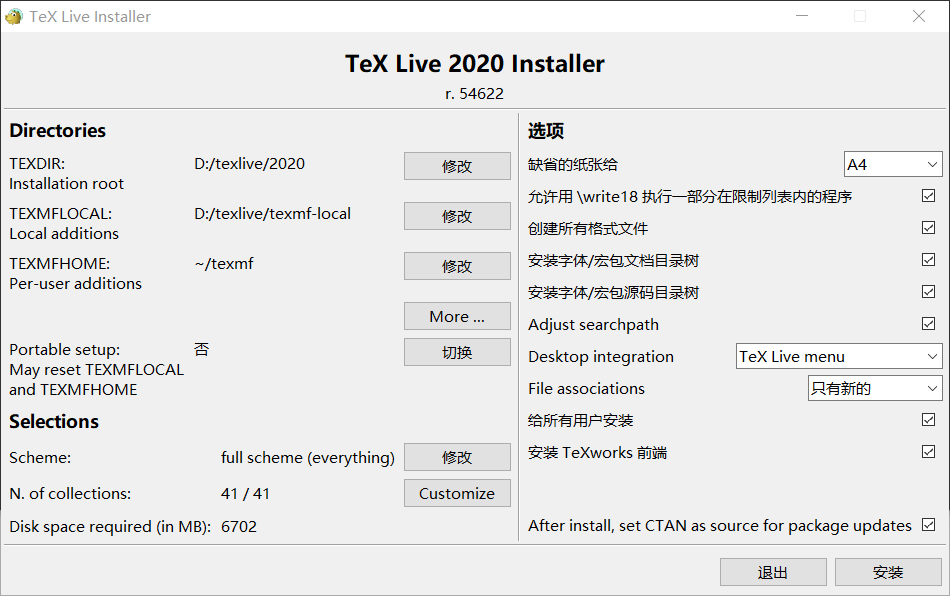 TeX Live Installer
TeX Live 2020 Installer
r. 54622
Directories
TEXDIR: D:/texlive/2020 修改
Installation root
TEXMFLOCAL: D:/texlive/texmf-local 修改
Local additions
TEXMFHOME: ~/texmf 修改
Per-user additions
More ...
Portable setup: 否 切换
May reset TEXMFLOCAL
and TEXMFHOME
Selections
Scheme: full scheme (everything) 修改
N. of collections: 41 / 41 Customize
Disk space required (in MB): 6702
选项
缺省的纸张给 A4
允许用 \write18 执行一部分在限制列表内的程序
创建所有格式文件
安装字体/宏包文档目录树
安装字体/宏包源码目录树
Adjust searchpath
Desktop integration TeX Live menu
File associations 只有新的
给所有用户安装
安装 TeXworks 前端
After install, set CTAN as source for package updates
退出 安装